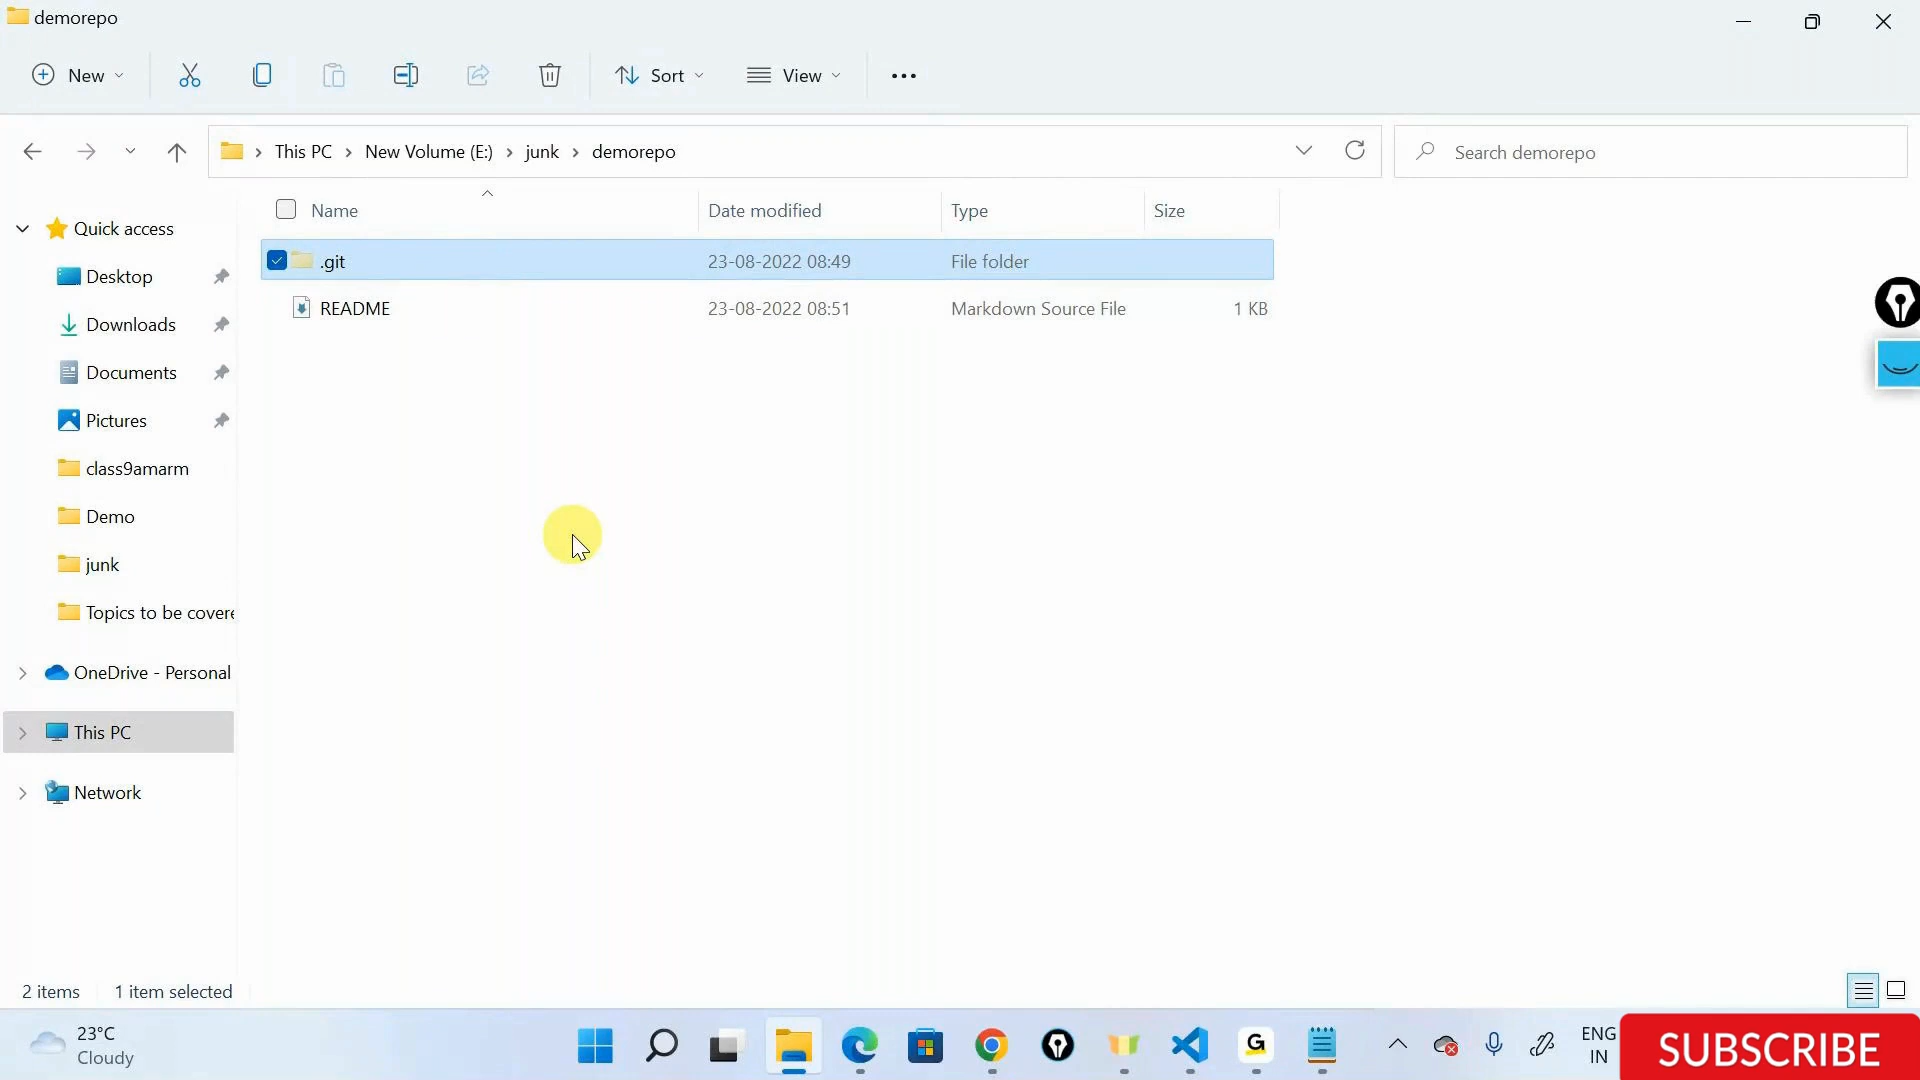 demorepo
New
Sort
View
This PC
New Volume (E:)
junk
demorepo
Search demorepo
Name
Date modified
Type
Size
.git
23-08-2022 08:49
File folder
README
23-08-2022 08:51
Markdown Source File
1 KB
Quick access
Desktop
Downloads
Documents
Pictures
class9amarm
Demo
junk
Topics to be covere
OneDrive - Personal
This PC
Network
2 items
1 item selected
23°C
Cloudy
G
ENG
IN
SUBSCRIBE